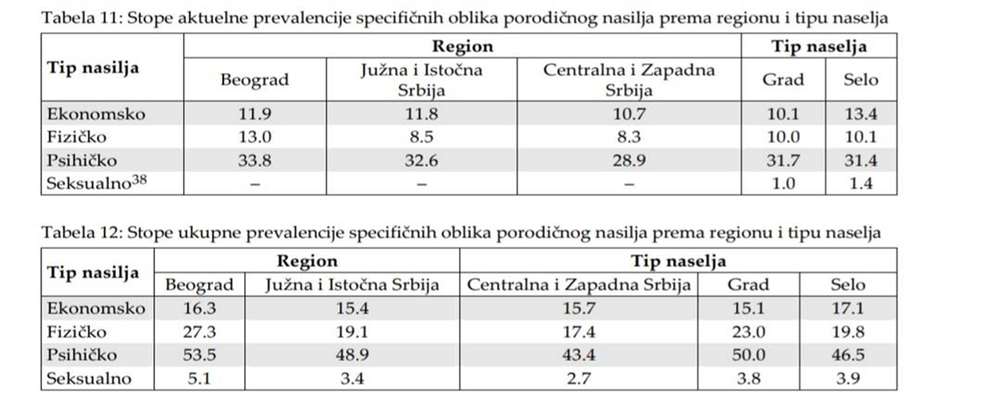 Tabela 11: Stope aktuelne prevalencije specifičnih oblika porodičnog nasilja prema regionu i tipu naselja
Tip nasilja Region Tip naselja
Beograd Južna i Istočna Srbija Centralna i Zapadna Srbija Grad Selo
Ekonomsko 11.9 11.8 10.7 10.1 13.4
Fizičko 13.0 8.5 8.3 10.0 10.1
Psihičko 33.8 32.6 28.9 31.7 31.4
Seksualno38 – – – 1.0 1.4
Tabela 12: Stope ukupne prevalencije specifičnih oblika porodičnog nasilja prema regionu i tipu naselja
Tip nasilja Region Tip naselja
Beograd Južna i Istočna Srbija Centralna i Zapadna Srbija Grad Selo
Ekonomsko 16.3 15.4 15.7 15.1 17.1
Fizičko 27.3 19.1 17.4 23.0 19.8
Psihičko 53.5 48.9 43.4 50.0 46.5
Seksualno 5.1 3.4 2.7 3.8 3.9